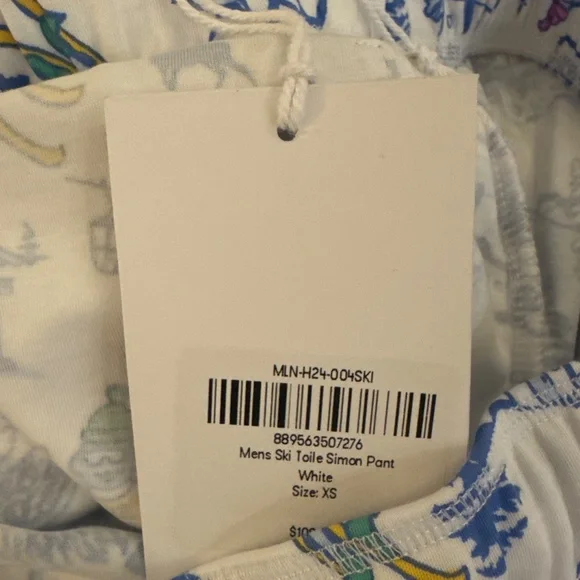 MLN-H24-004SKI
889563507276
Mens Ski Toile Simon Pant
White
Size: XS